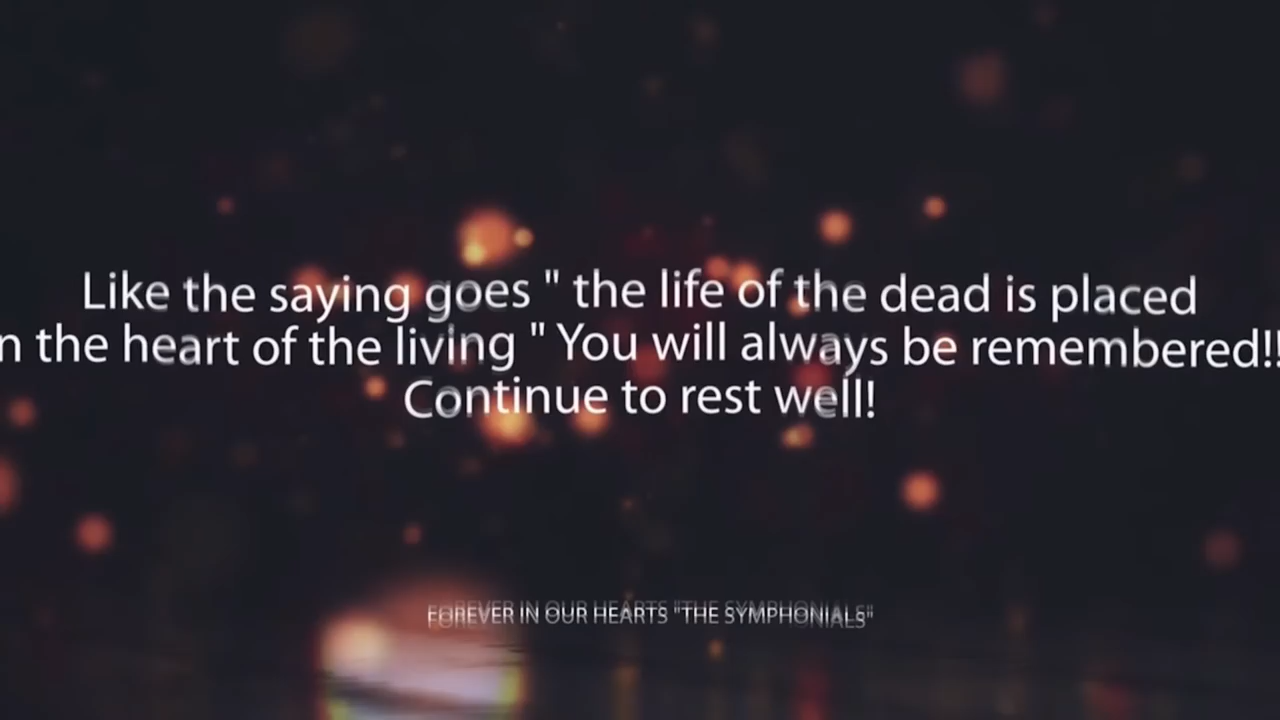 Like the saying goes " the life of the dead is placed
n the heart of the living " You will always be remembered!!
Continue to rest well!
FOREVER IN OUR HEARTS "THE SYMPHONIALS"